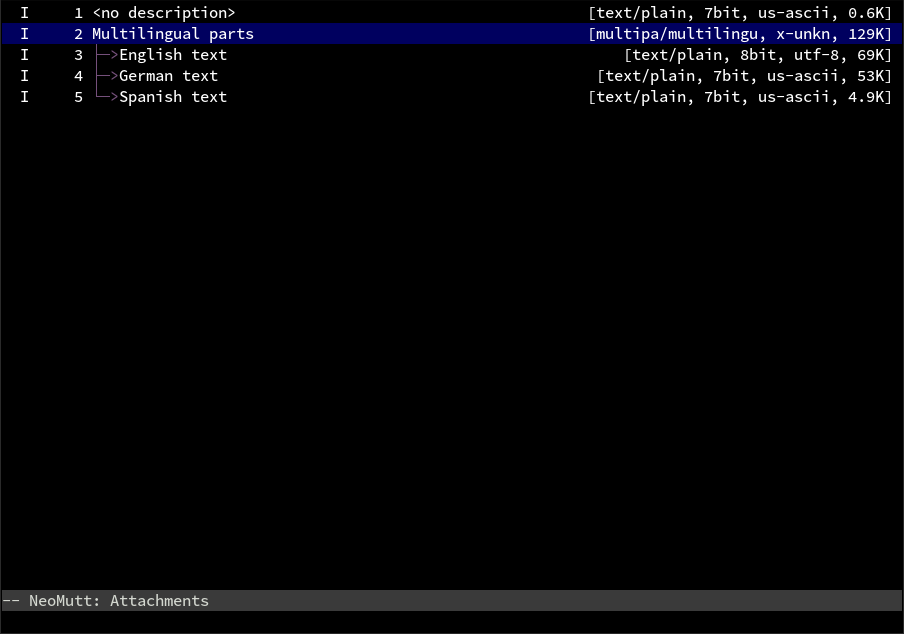 I 1 <no description> [text/plain, 7bit, us-ascii, 0.6K]
I 2 Multilingual parts [multipa/multilingu, x-unkn, 129K]
I 3 ├─>English text [text/plain, 8bit, utf-8, 69K]
I 4 ├─>German text [text/plain, 7bit, us-ascii, 53K]
I 5 └─>Spanish text [text/plain, 7bit, us-ascii, 4.9K]
-- NeoMutt: Attachments